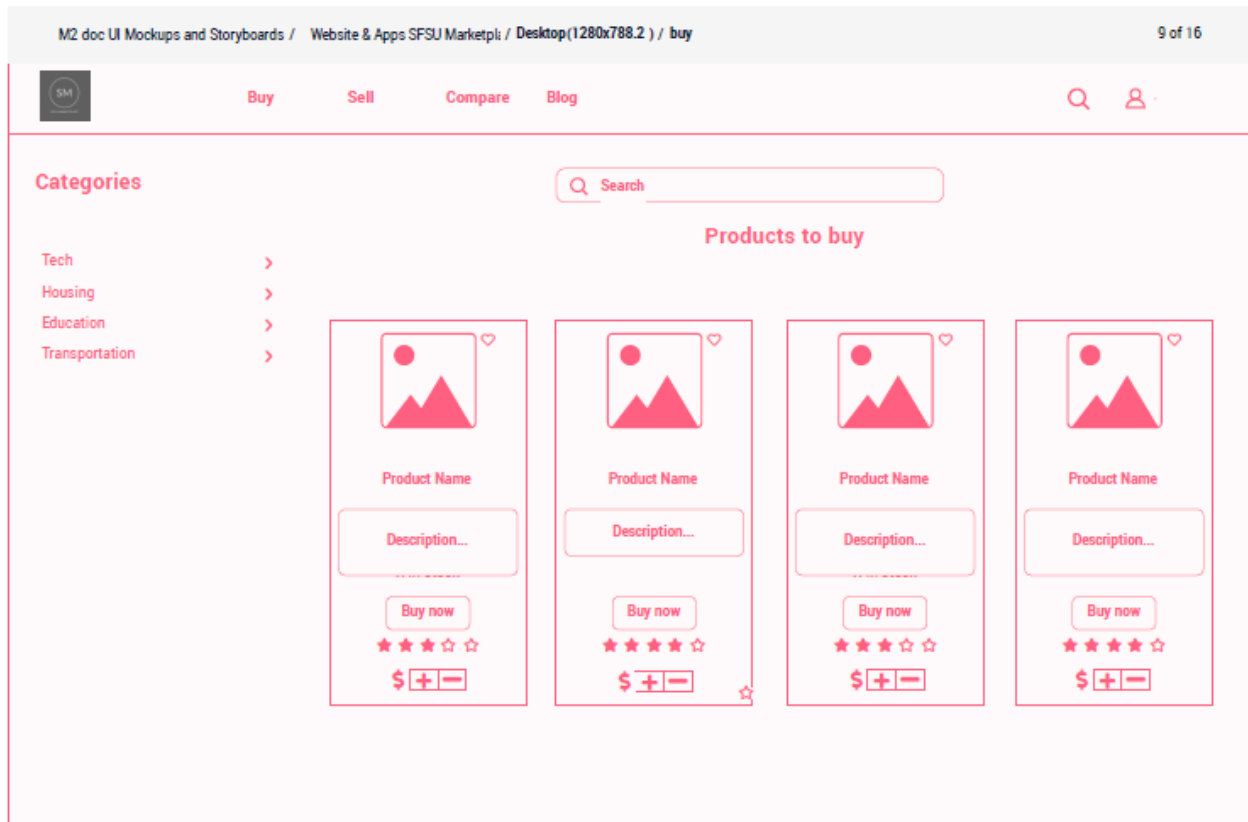 M2 doc UI Mockups and Storyboards / Website & Apps SFSU Marketpl / Desktop(1280x788.2 ) / buy 9 of 16
SM Buy Sell Compare Blog
Categories
Search
Products to buy
Tech
Housing
Education
Transportation
Product Name Product Name Product Name Product Name
Description... Description... Description... Description...
Buy now Buy now Buy now Buy now
$ + − $ + − $ + − $ + −